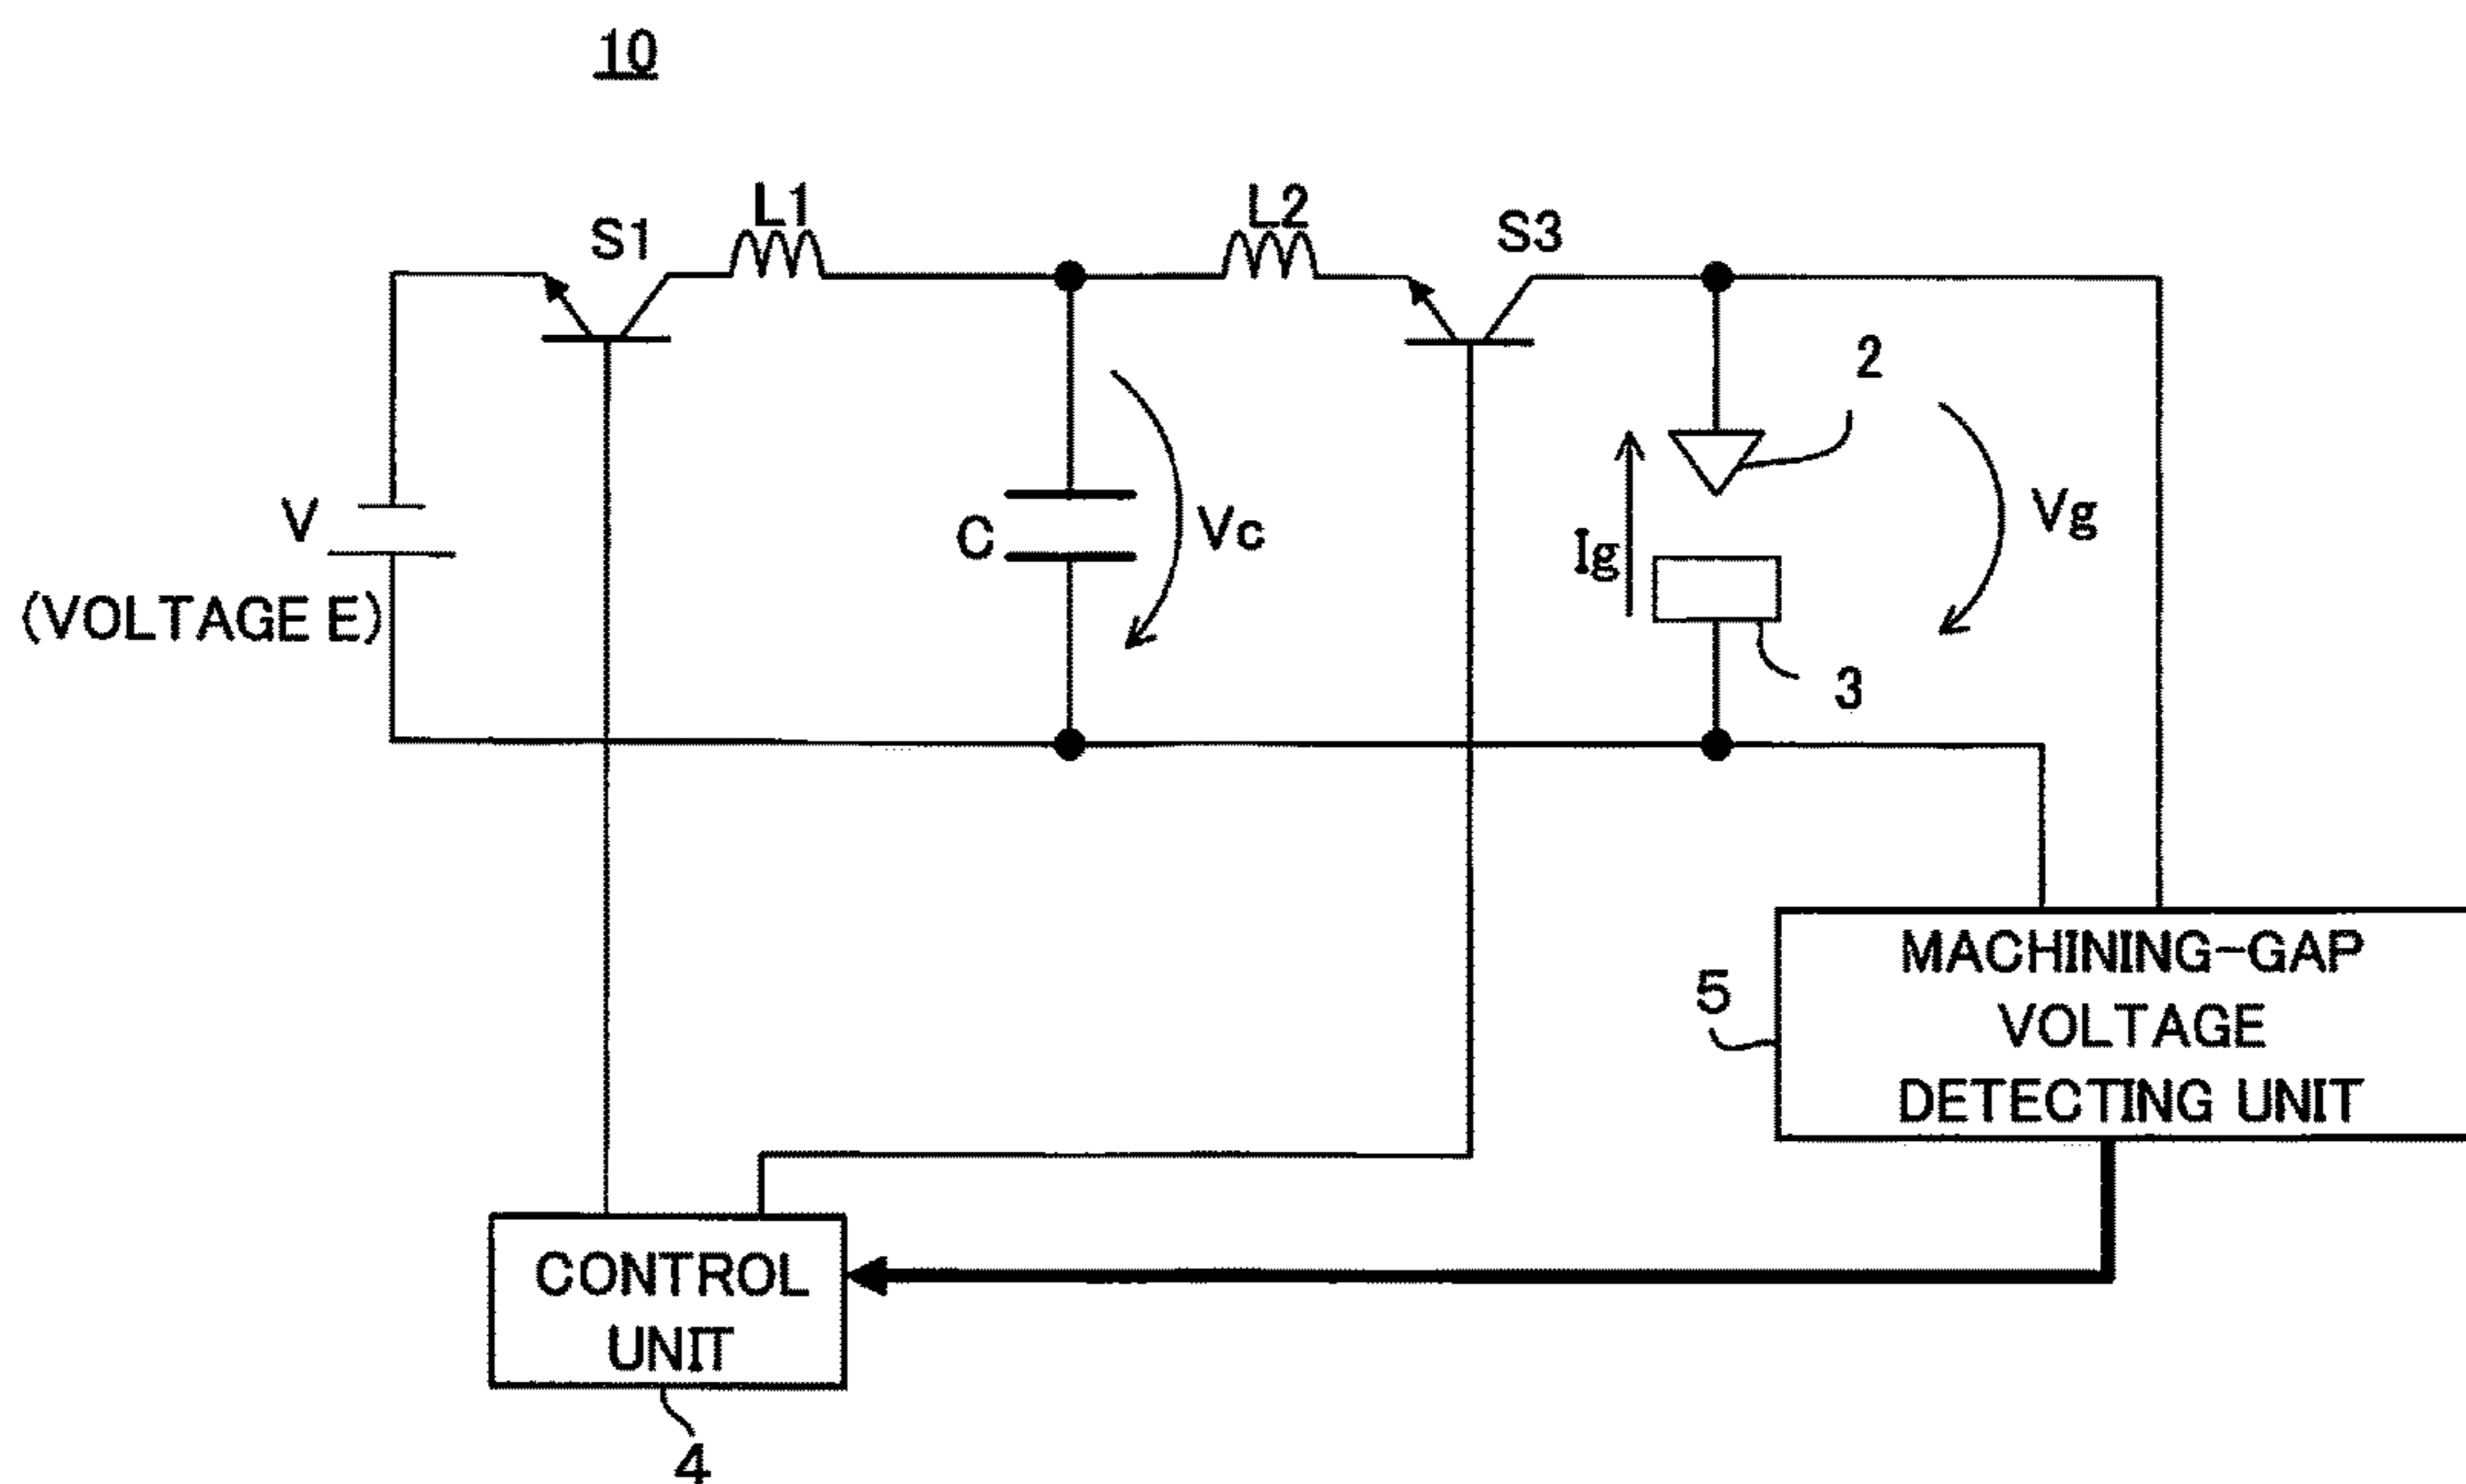 10
S1
L1
L2
S3
2
V
(VOLTAGE E)
C
Vc
Ig
Vg
3
5
MACHINING-GAP
VOLTAGE
DETECTING UNIT
CONTROL
UNIT
4